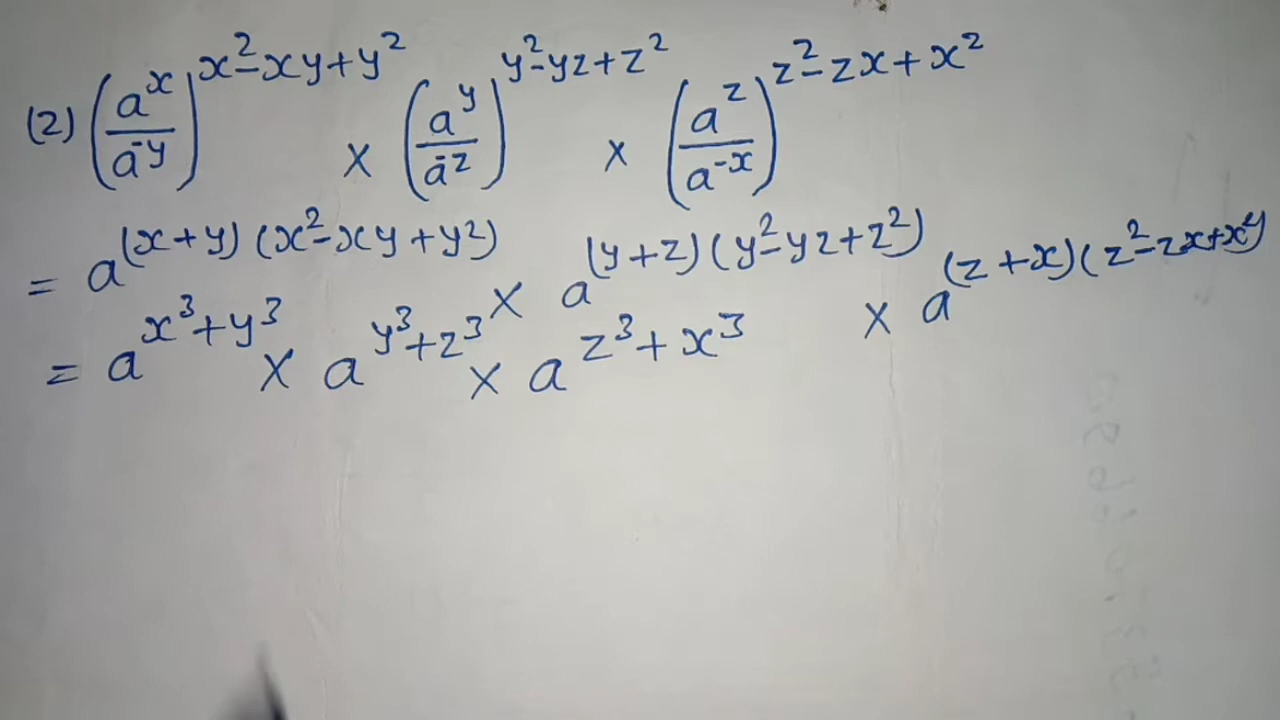 (2) (a^x/a^-y)^x²-xy+y² × (a^y/a^-z)^y²-yz+z² × (a^z/a^-x)^z²-zx+x²
= a^(x+y)(x²-xy+y²) × a^(y+z)(y²-yz+z²) × a^(z+x)(z²-zx+x²)
= a^x³+y³ × a^y³+z³ × a^z³+x³